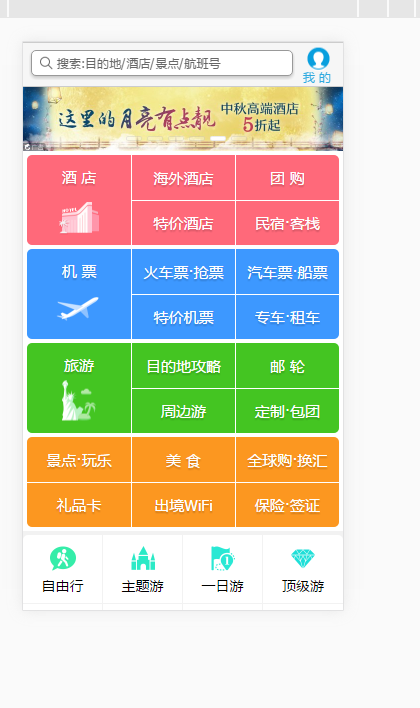 搜索:目的地/酒店/景点/航班号
我 的
这里的月亮有点靓
中秋高端酒店
5折起
酒 店
海外酒店
团 购
HOTEL
特价酒店
民宿·客栈
机 票
火车票·抢票
汽车票·船票
特价机票
专车·租车
旅游
目的地攻略
邮 轮
周边游
定制·包团
景点·玩乐
美 食
全球购·换汇
礼品卡
出境WiFi
保险·签证
自由行
主题游
一日游
顶级游